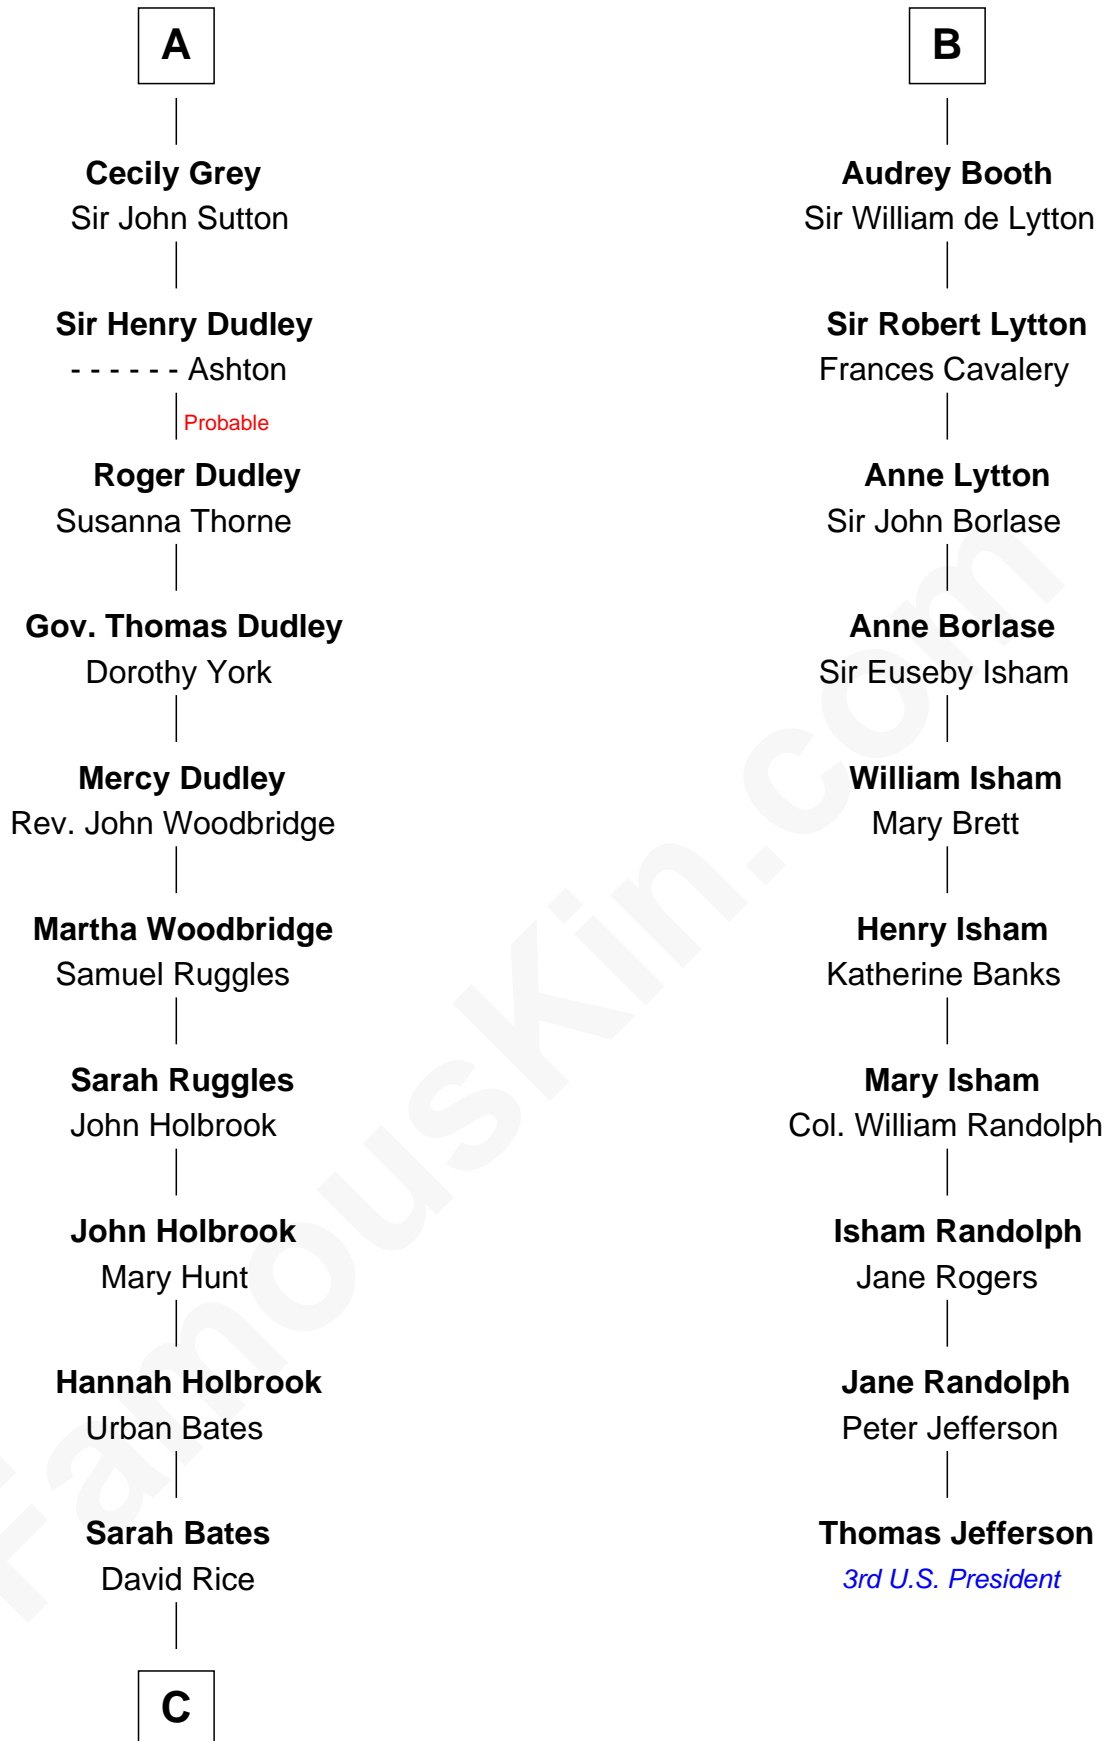 A
Cecily Grey
Sir John Sutton
Sir Henry Dudley
- - - - - - Ashton
Probable
Roger Dudley
Susanna Thorne
Gov. Thomas Dudley
Dorothy York
Mercy Dudley
Rev. John Woodbridge
Martha Woodbridge
Samuel Ruggles
Sarah Ruggles
John Holbrook
John Holbrook
Mary Hunt
Hannah Holbrook
Urban Bates
Sarah Bates
David Rice
C
B
Audrey Booth
Sir William de Lytton
Sir Robert Lytton
Frances Cavalery
Anne Lytton
Sir John Borlase
Anne Borlase
Sir Euseby Isham
William Isham
Mary Brett
Henry Isham
Katherine Banks
Mary Isham
Col. William Randolph
Isham Randolph
Jane Rogers
Jane Randolph
Peter Jefferson
Thomas Jefferson
3rd U.S. President
FamousKin.com